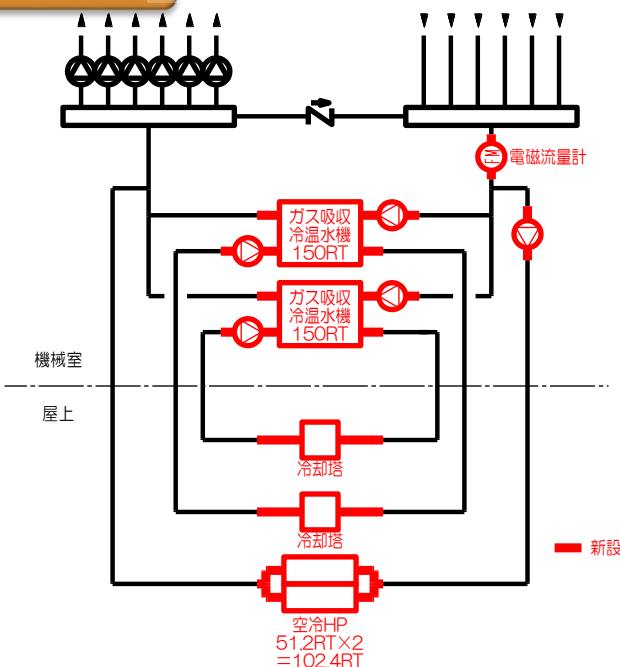 電磁流量計
ガス吸収
冷温水機
150RT
ガス吸収
冷温水機
150RT
機械室
屋上
冷却塔
冷却塔
新設
空冷HP
51.2RT×2
=102.4RT